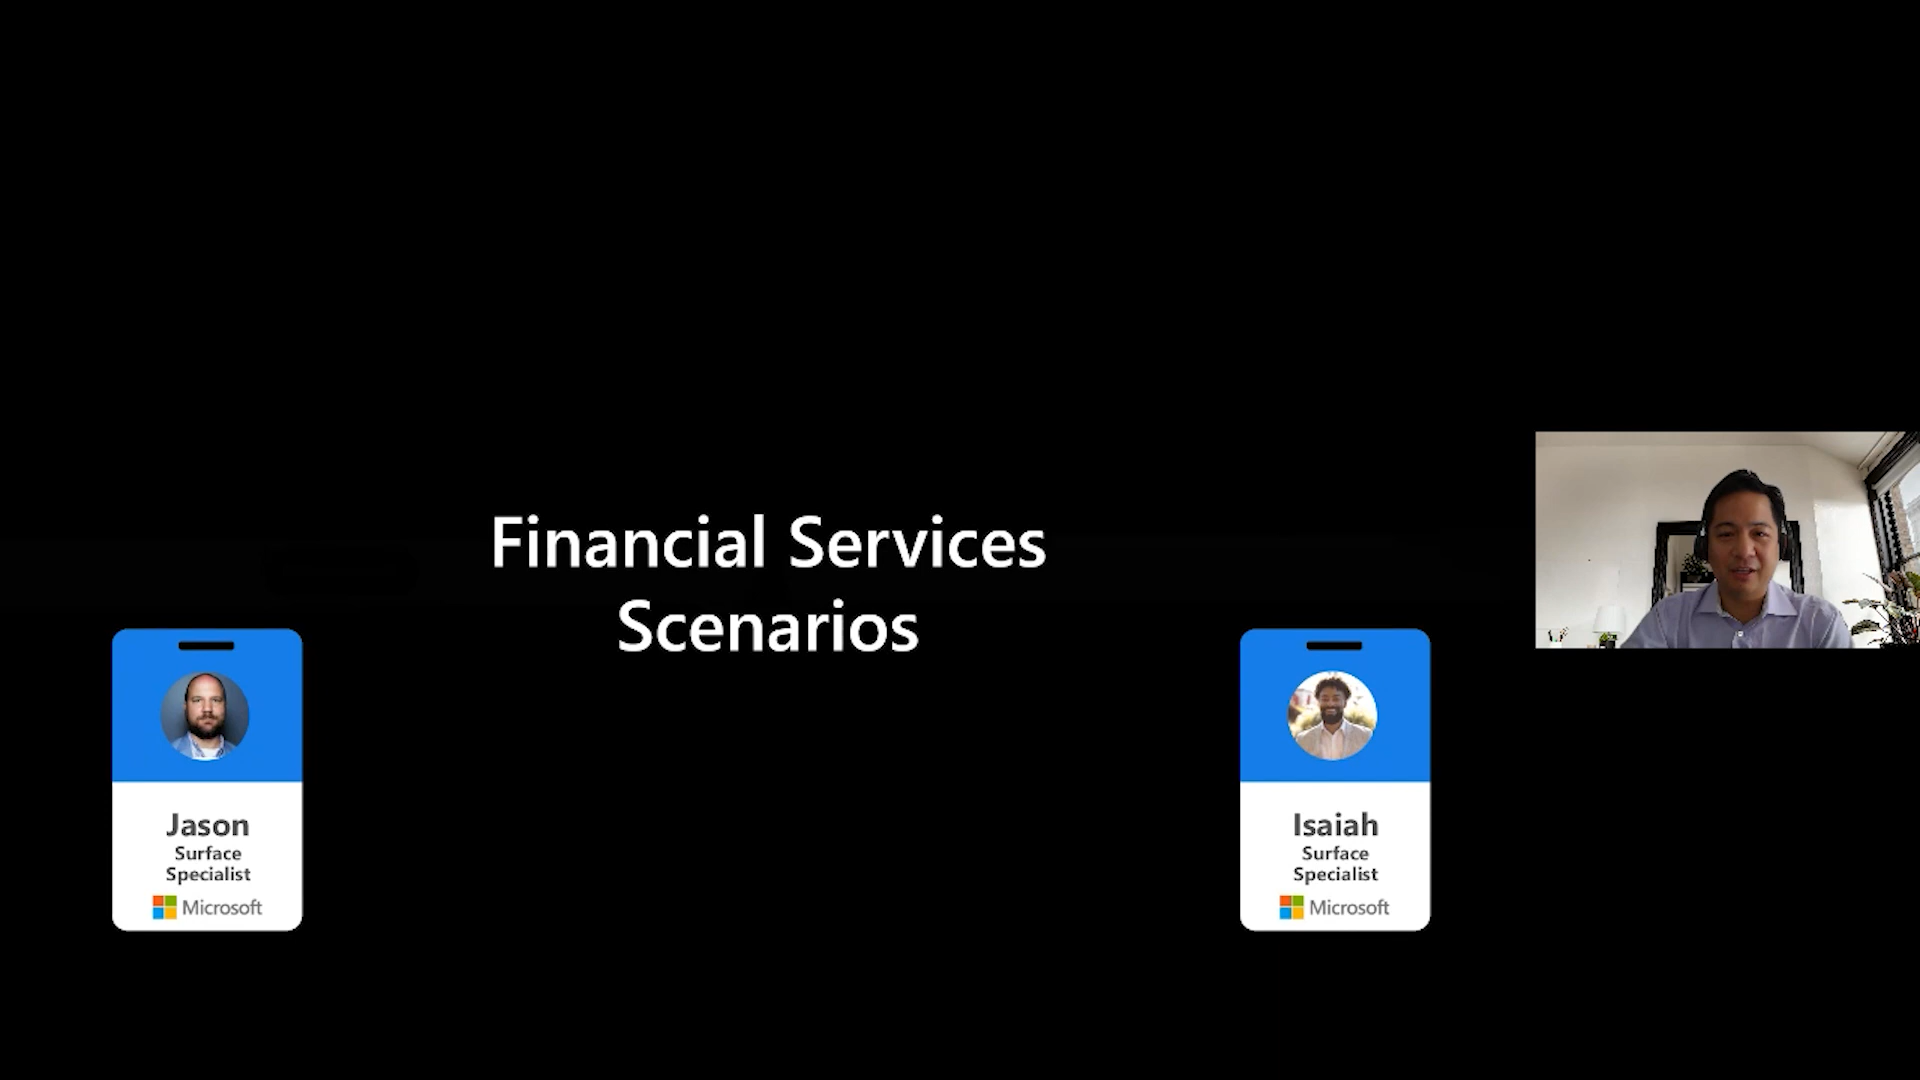 Financial Services
Scenarios
Jason
Surface
Specialist
Microsoft
Isaiah
Surface
Specialist
Microsoft